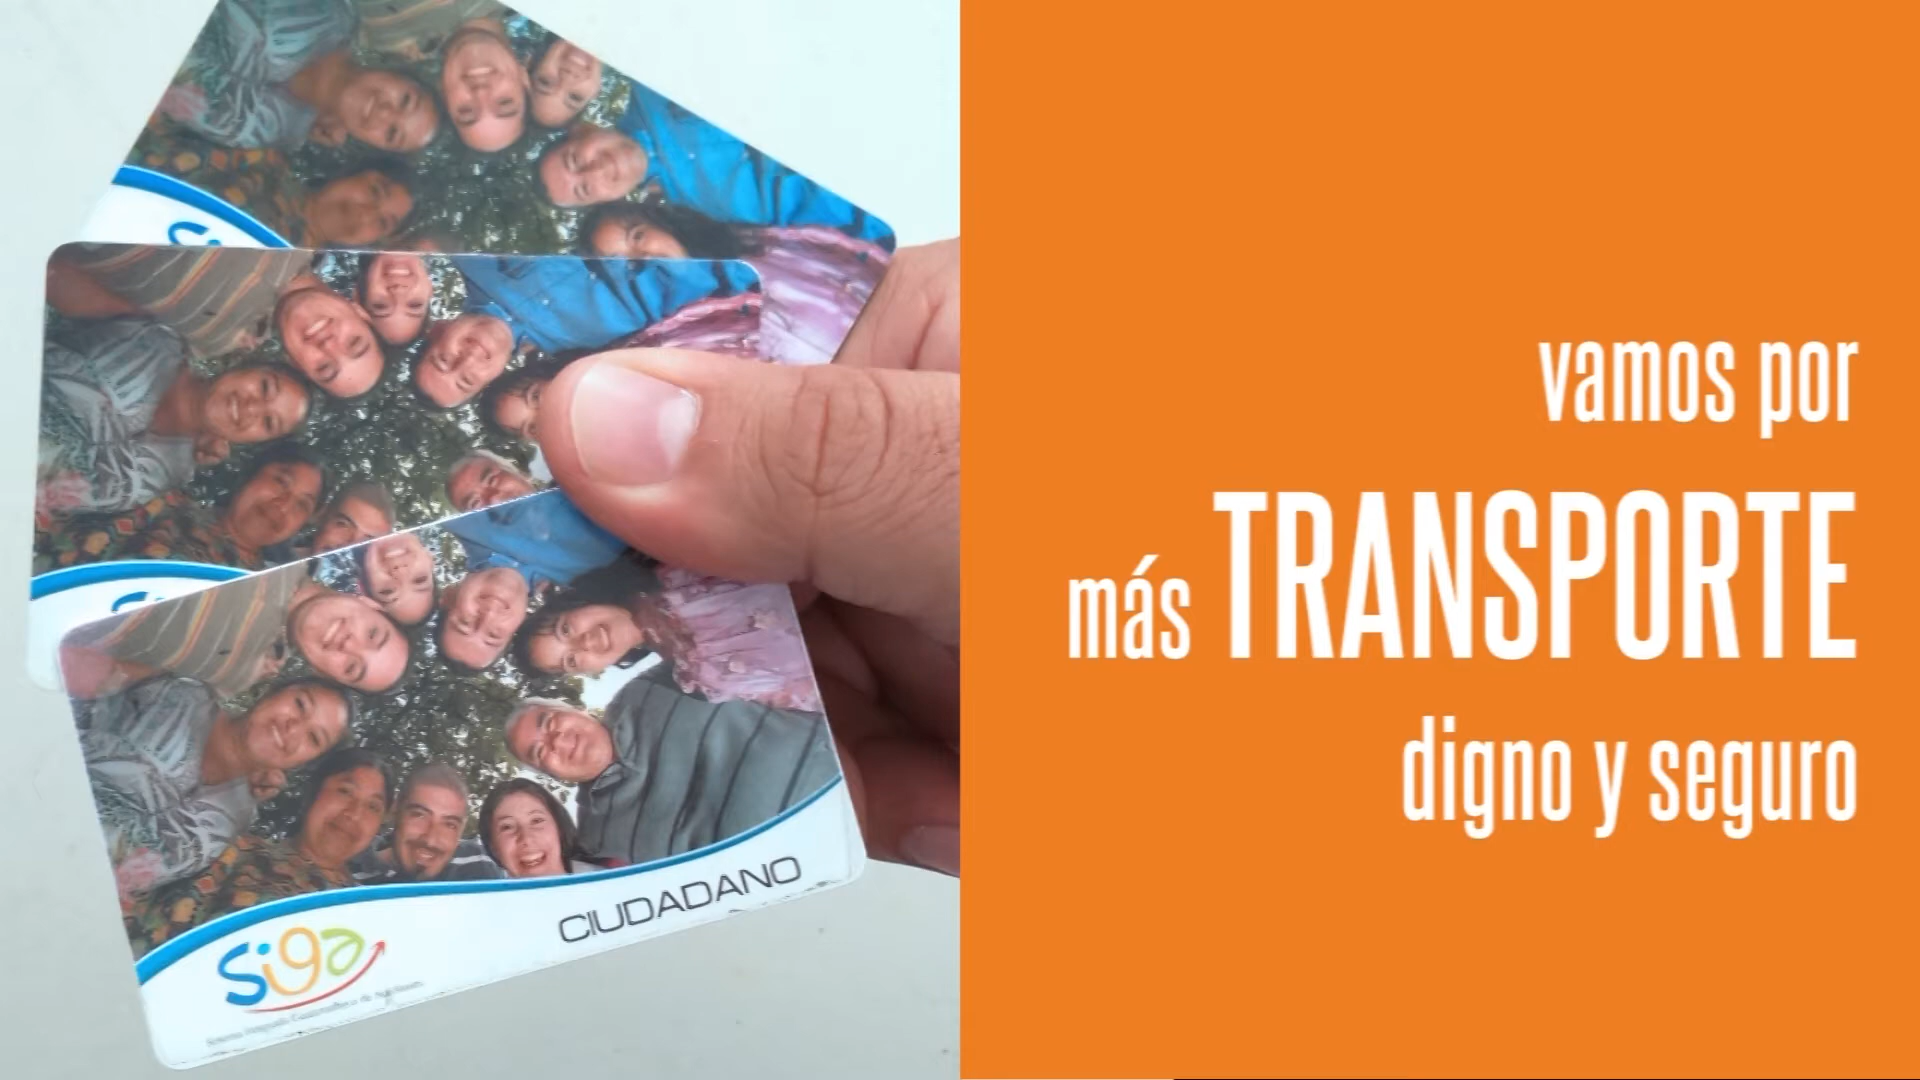 vamos por
más TRANSPORTE
digno y seguro
CIUDADANO
Siga